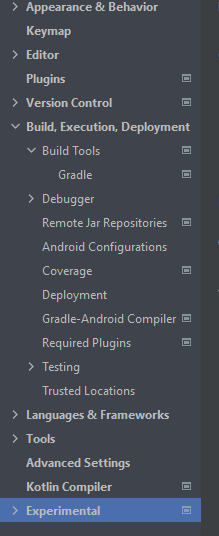 Appearance & Behavior
Keymap
Editor
Plugins
Version Control
Build, Execution, Deployment
Build Tools
Gradle
Debugger
Remote Jar Repositories
Android Configurations
Coverage
Deployment
Gradle-Android Compiler
Required Plugins
Testing
Trusted Locations
Languages & Frameworks
Tools
Advanced Settings
Kotlin Compiler
Experimental